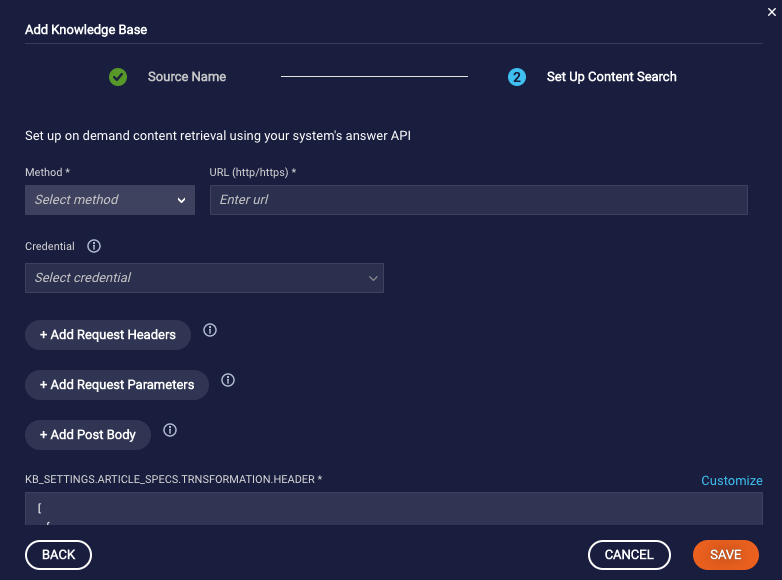 Add Knowledge Base
Source Name
2
Set Up Content Search
Set up on demand content retrieval using your system's answer API
Method * URL (http/https) *
Select method Enter url
Credential
Select credential
+ Add Request Headers
+ Add Request Parameters
+ Add Post Body
KB_SETTINGS.ARTICLE_SPECS.TRNSFORMATION.HEADER * Customize
[
BACK CANCEL SAVE